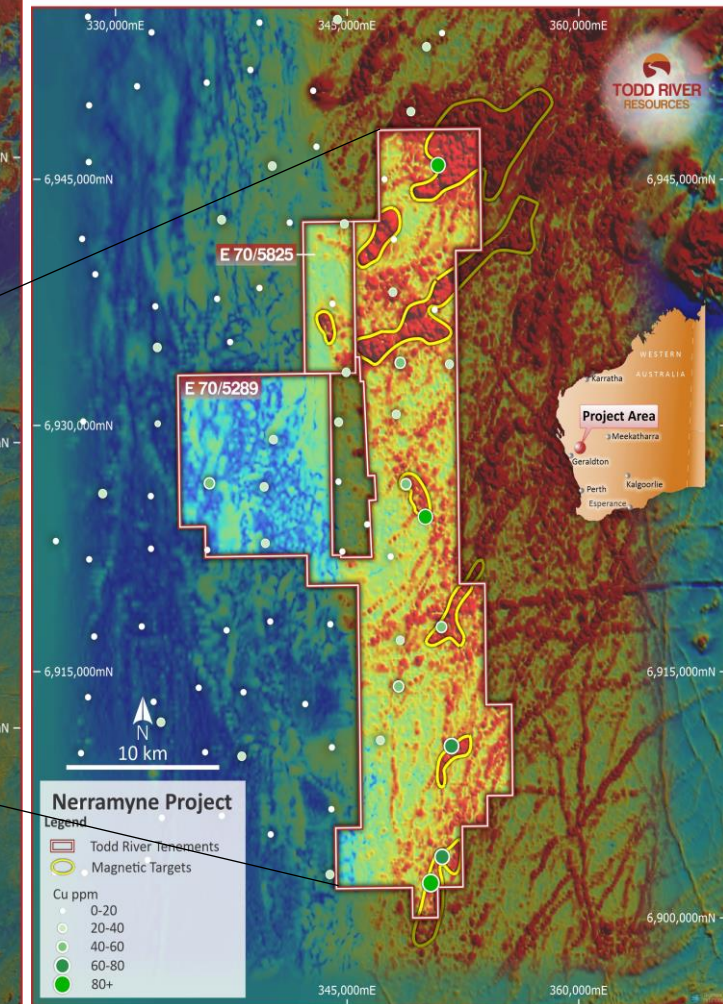 330,000mE
345,000mE
360,000mE
TODD RIVER
RESOURCES
6,945,000mN
6,945,000mN
E 70/5825
WESTERN
AUSTRALIA
Karratha
Project Area
Meekatharra
Geraldton
Kalgoorlie
Perth
Esperance
E 70/5289
6,930,000mN
6,915,000mN
6,915,000mN
N
10 km
Nerramyne Project
Legend
Todd River Tenements
Magnetic Targets
Cu ppm
0-20
20-40
40-60
60-80
80+
6,900,000mN
345,000mE
360,000mE